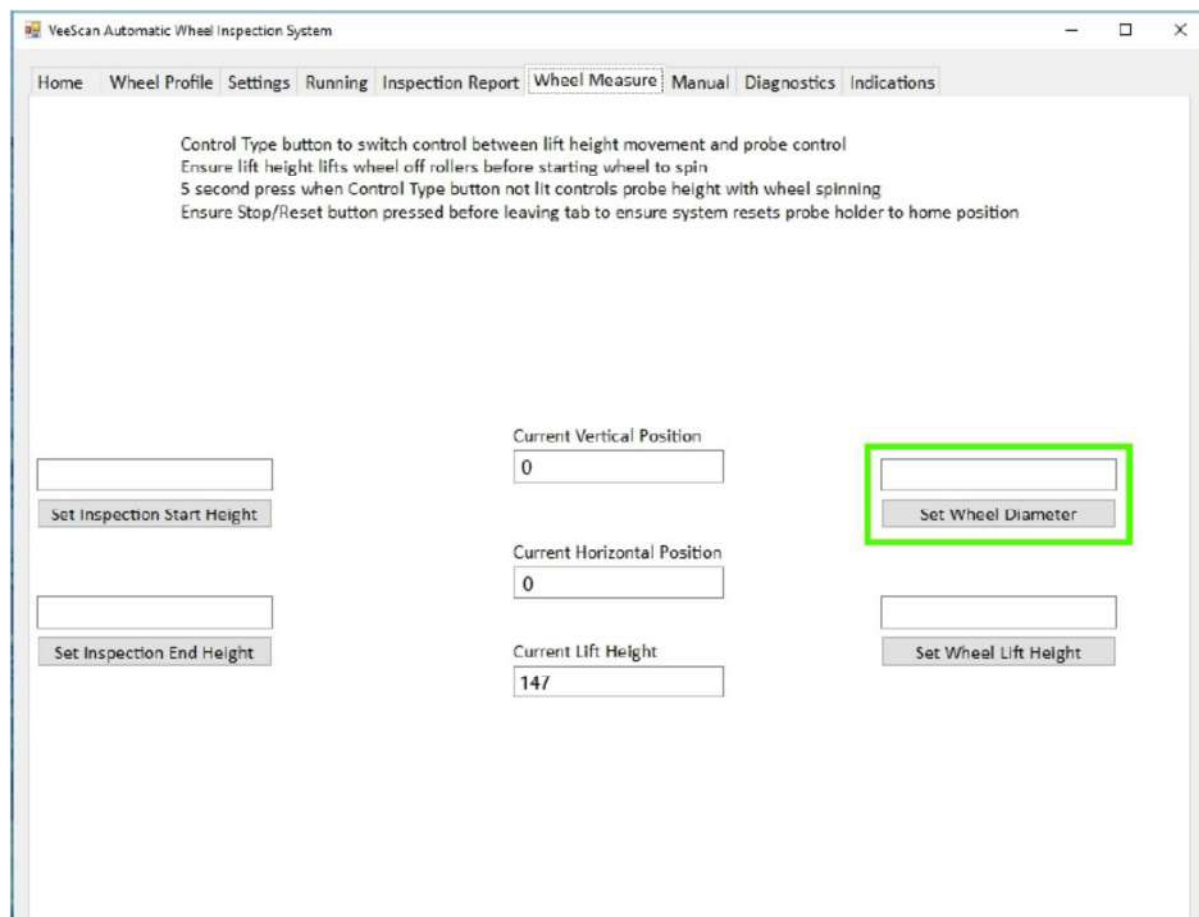 VeeScan Automatic Wheel Inspection System
Home Wheel Profile Settings Running Inspection Report Wheel Measure Manual Diagnostics Indications
Control Type button to switch control between lift height movement and probe control
Ensure lift height lifts wheel off rollers before starting wheel to spin
5 second press when Control Type button not lit controls probe height with wheel spinning
Ensure Stop/Reset button pressed before leaving tab to ensure system resets probe holder to home position
Current Vertical Position
0
Set Inspection Start Height
Set Wheel Diameter
Current Horizontal Position
0
Set Inspection End Height
Current Lift Height
Set Wheel Lift Height
147